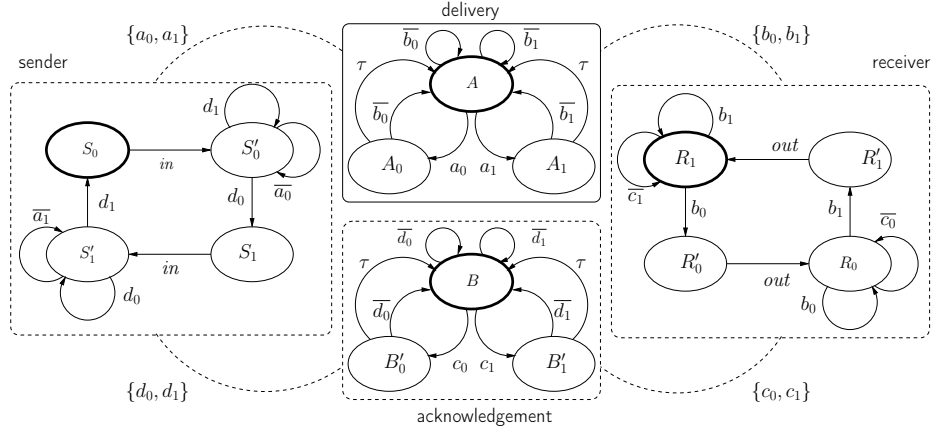 delivery
{a₀, a₁}
{b₀, b₁}
sender
receiver
b̅₀
b̅₁
τ
A
τ
b̅₀
b̅₁
A₀
a₀
a₁
A₁
d₁
S₀
in
S′₀
a̅₀
d₀
d₁
a̅₁
S′₁
in
S₁
d₀
b₁
R₁
out
R′₁
c̅₁
b₀
b₁
c̅₀
R′₀
out
R₀
b₀
d̅₀
d̅₁
τ
B
τ
d̅₀
d̅₁
B′₀
c₀
c₁
B′₁
{d₀, d₁}
{c₀, c₁}
acknowledgement